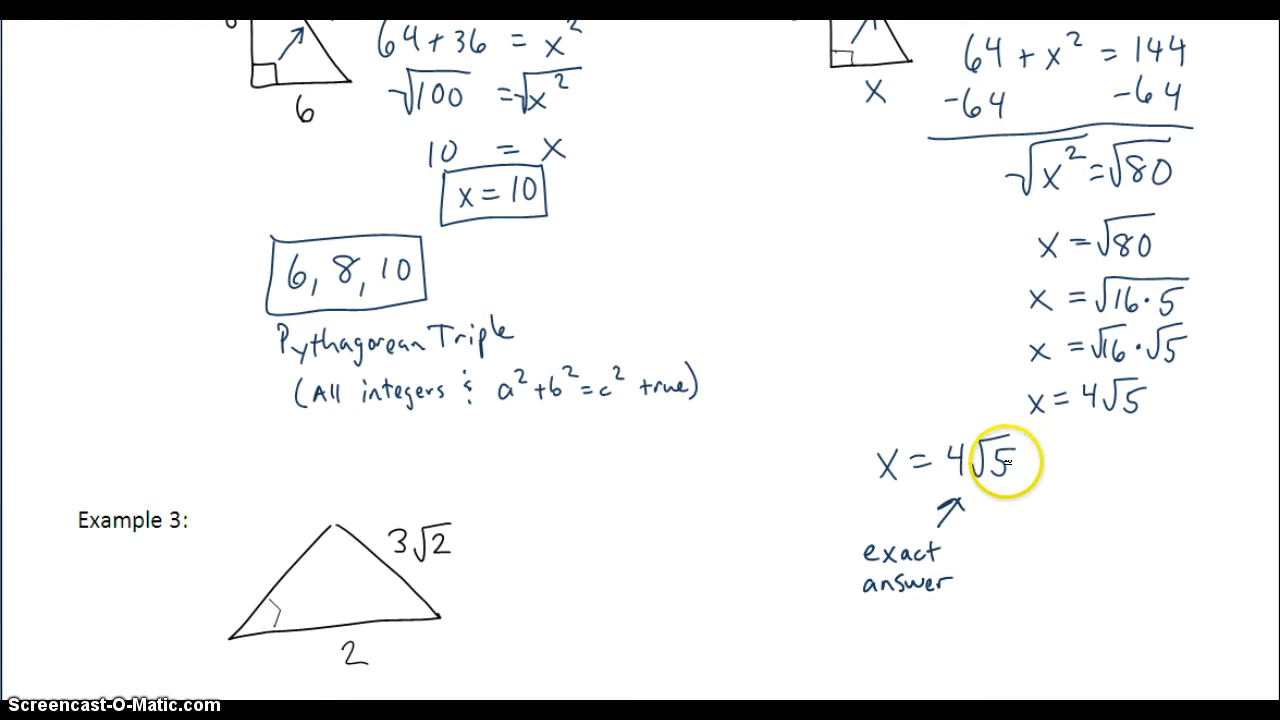 64 + 36 = x²
√100 = √x²
6
10 = x
x = 10
6, 8, 10
Pythagorean Triple
(All integers & a² + b² = c² true)
64 + x² = 144
x
-64 -64
√x² = √80
x = √80
x = √16 · 5
x = √16 · √5
x = 4√5
x = 4√5
exact
answer
Example 3:
3√2
2
Screencast-O-Matic.com